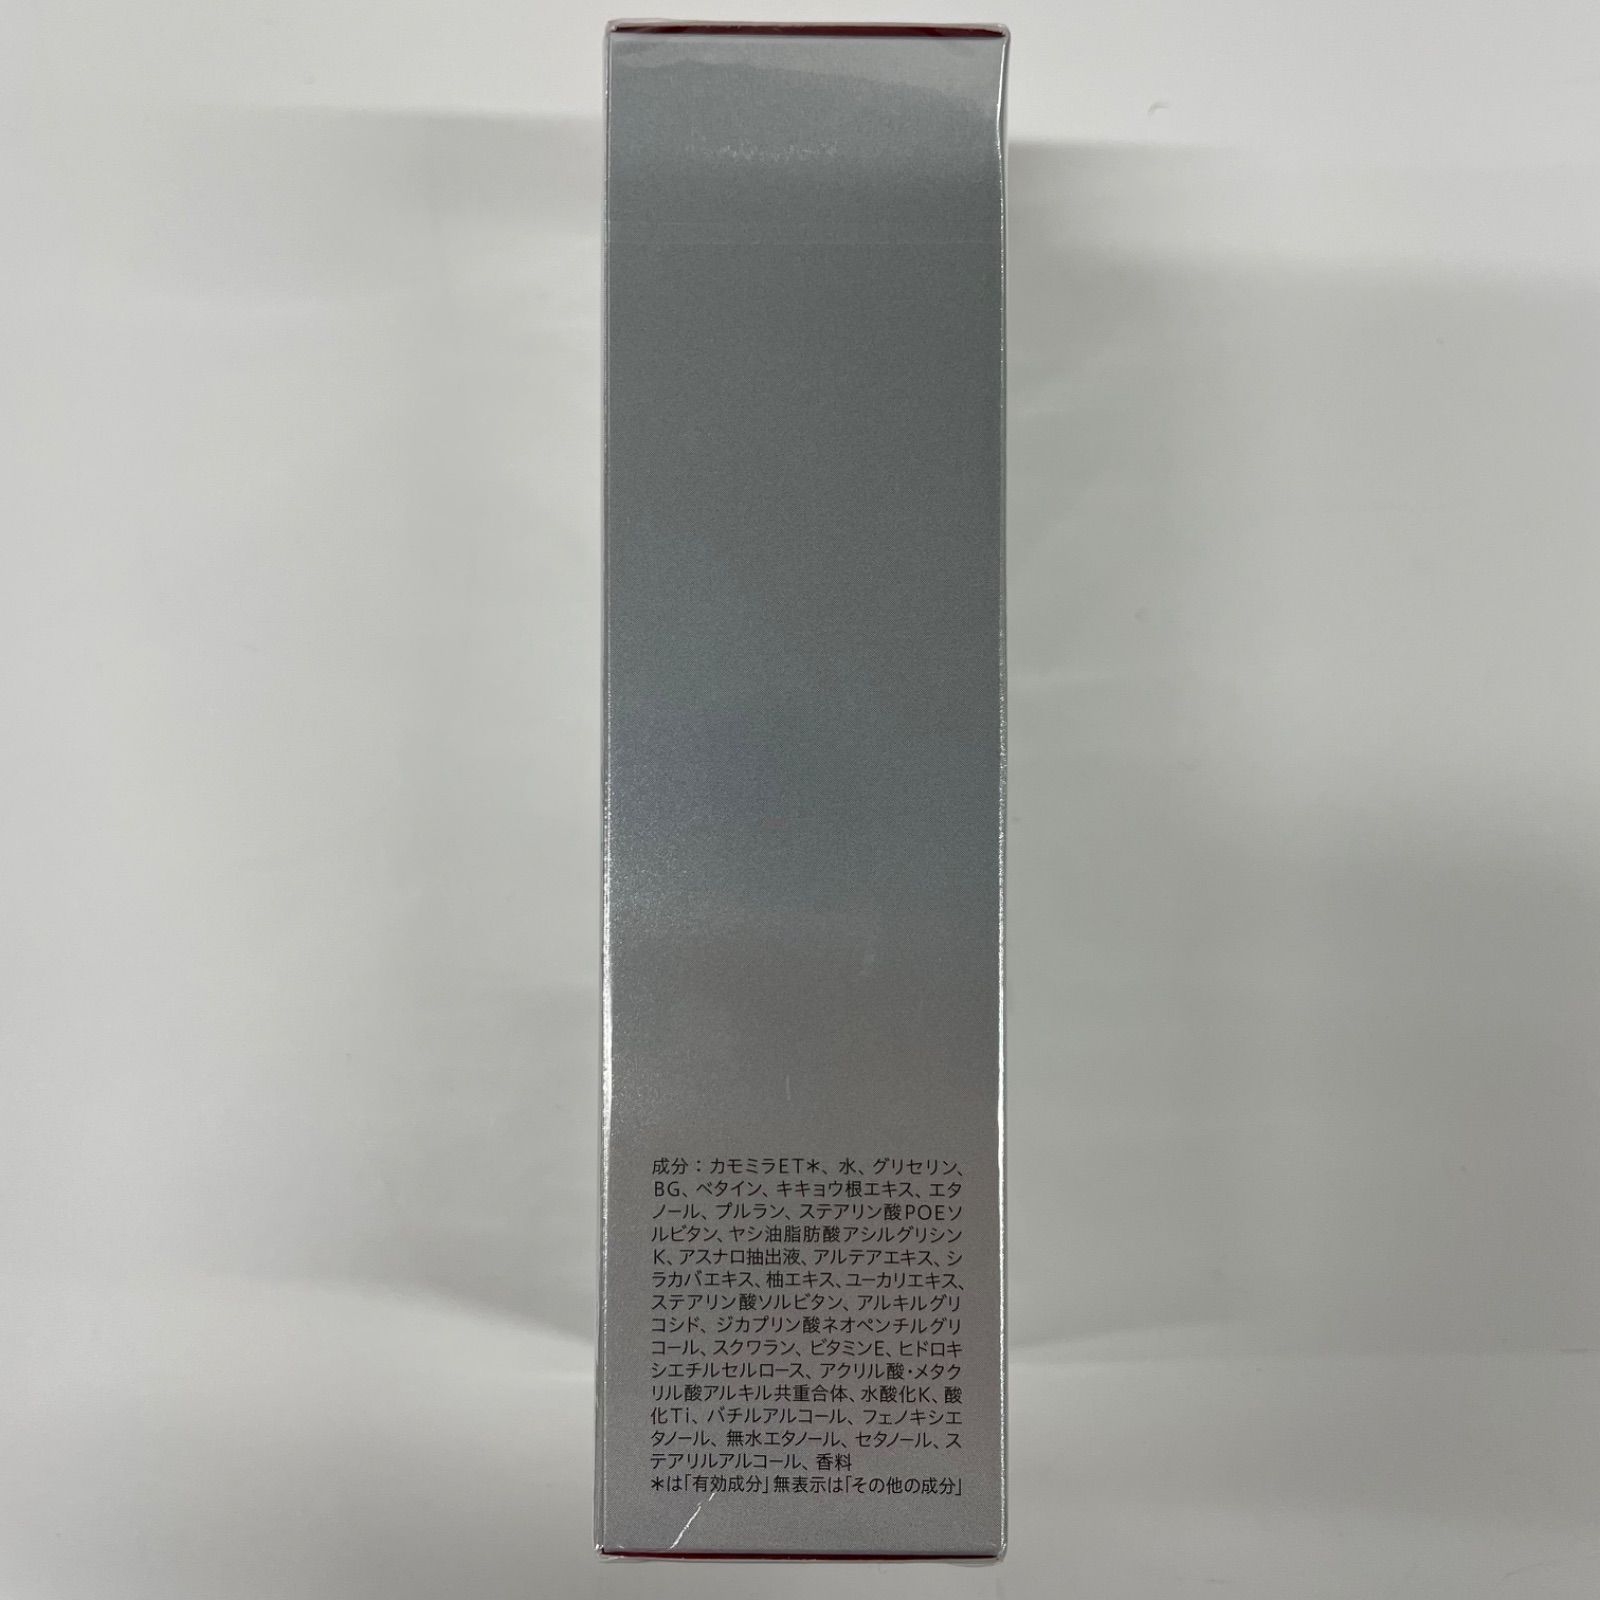 成分：カモミラET＊、水、グリセリン、
BG、ベタイン、キキョウ根エキス、エタ
ノール、プルラン、ステアリン酸POEソ
ルビタン、ヤシ油脂肪酸アシルグリシン
K、アスナロ抽出液、アルテアエキス、シ
ラカバエキス、柚エキス、ユーカリエキス、
ステアリン酸ソルビタン、アルキルグリ
コシド、ジカプリン酸ネオペンチルグリ
コール、スクワラン、ビタミンE、ヒドロキ
シエチルセルロース、アクリル酸・メタク
リル酸アルキル共重合体、水酸化K、酸
化Ti、バチルアルコール、フェノキシエ
タノール、無水エタノール、セタノール、ス
テアリルアルコール、香料
＊は「有効成分」無表示は「その他の成分」